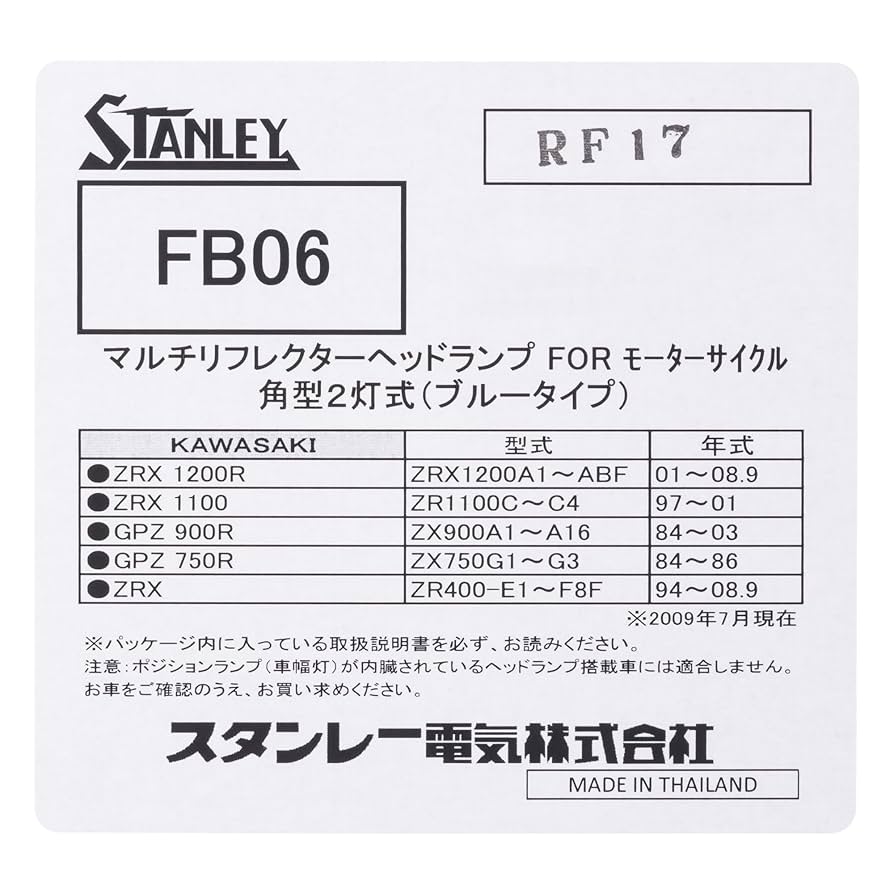 STANLEY
RF17
FB06
マルチリフレクターヘッドランプ FOR モーターサイクル
角型2灯式(ブルータイプ)
KAWASAKI 型式 年式
●ZRX 1200R ZRX1200A1～ABF 01～08.9
●ZRX 1100 ZR1100C～C4 97～01
●GPZ 900R ZX900A1～A16 84～03
●GPZ 750R ZX750G1～G3 84～86
●ZRX ZR400-E1～F8F 94～08.9
※2009年7月現在
※パッケージ内に入っている取扱説明書を必ず、お読みください。
注意:ポジションランプ(車幅灯)が内臓されているヘッドランプ搭載車には適合しません。
お車をご確認のうえ、お買い求めください。
スタンレー電気株式会社
MADE IN THAILAND